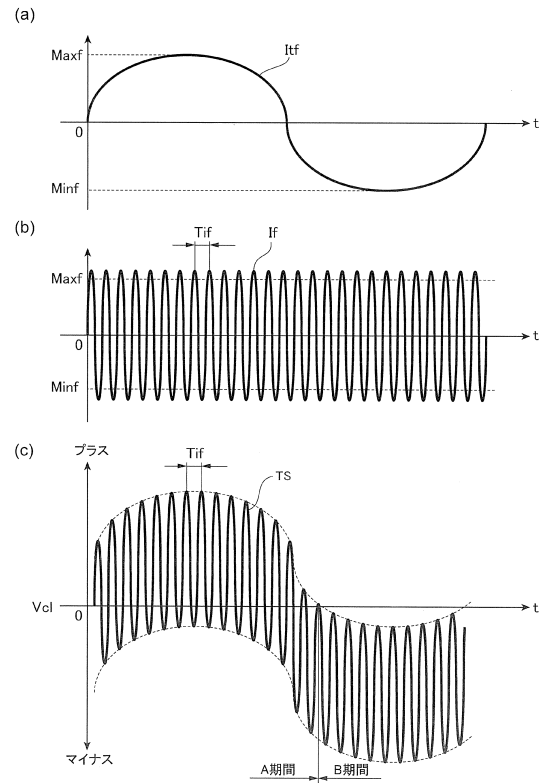 (a)
Maxf
Itf
0
t
Minf
(b)
Tif
If
Maxf
0
t
Minf
(c)
プラス
Tif
TS
Vcl
0
t
マイナス
A期間
B期間